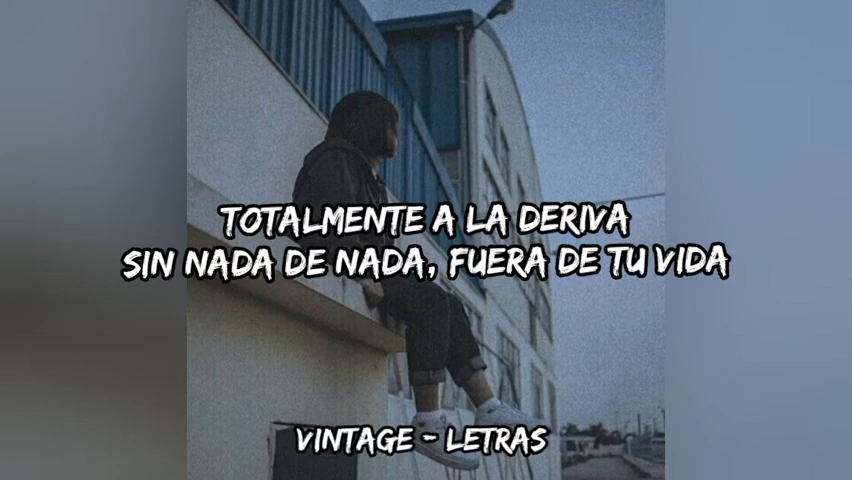 TOTALMENTE A LA DERIVA
SIN NADA DE NADA, FUERA DE TU VIDA
VINTAGE - LETRAS